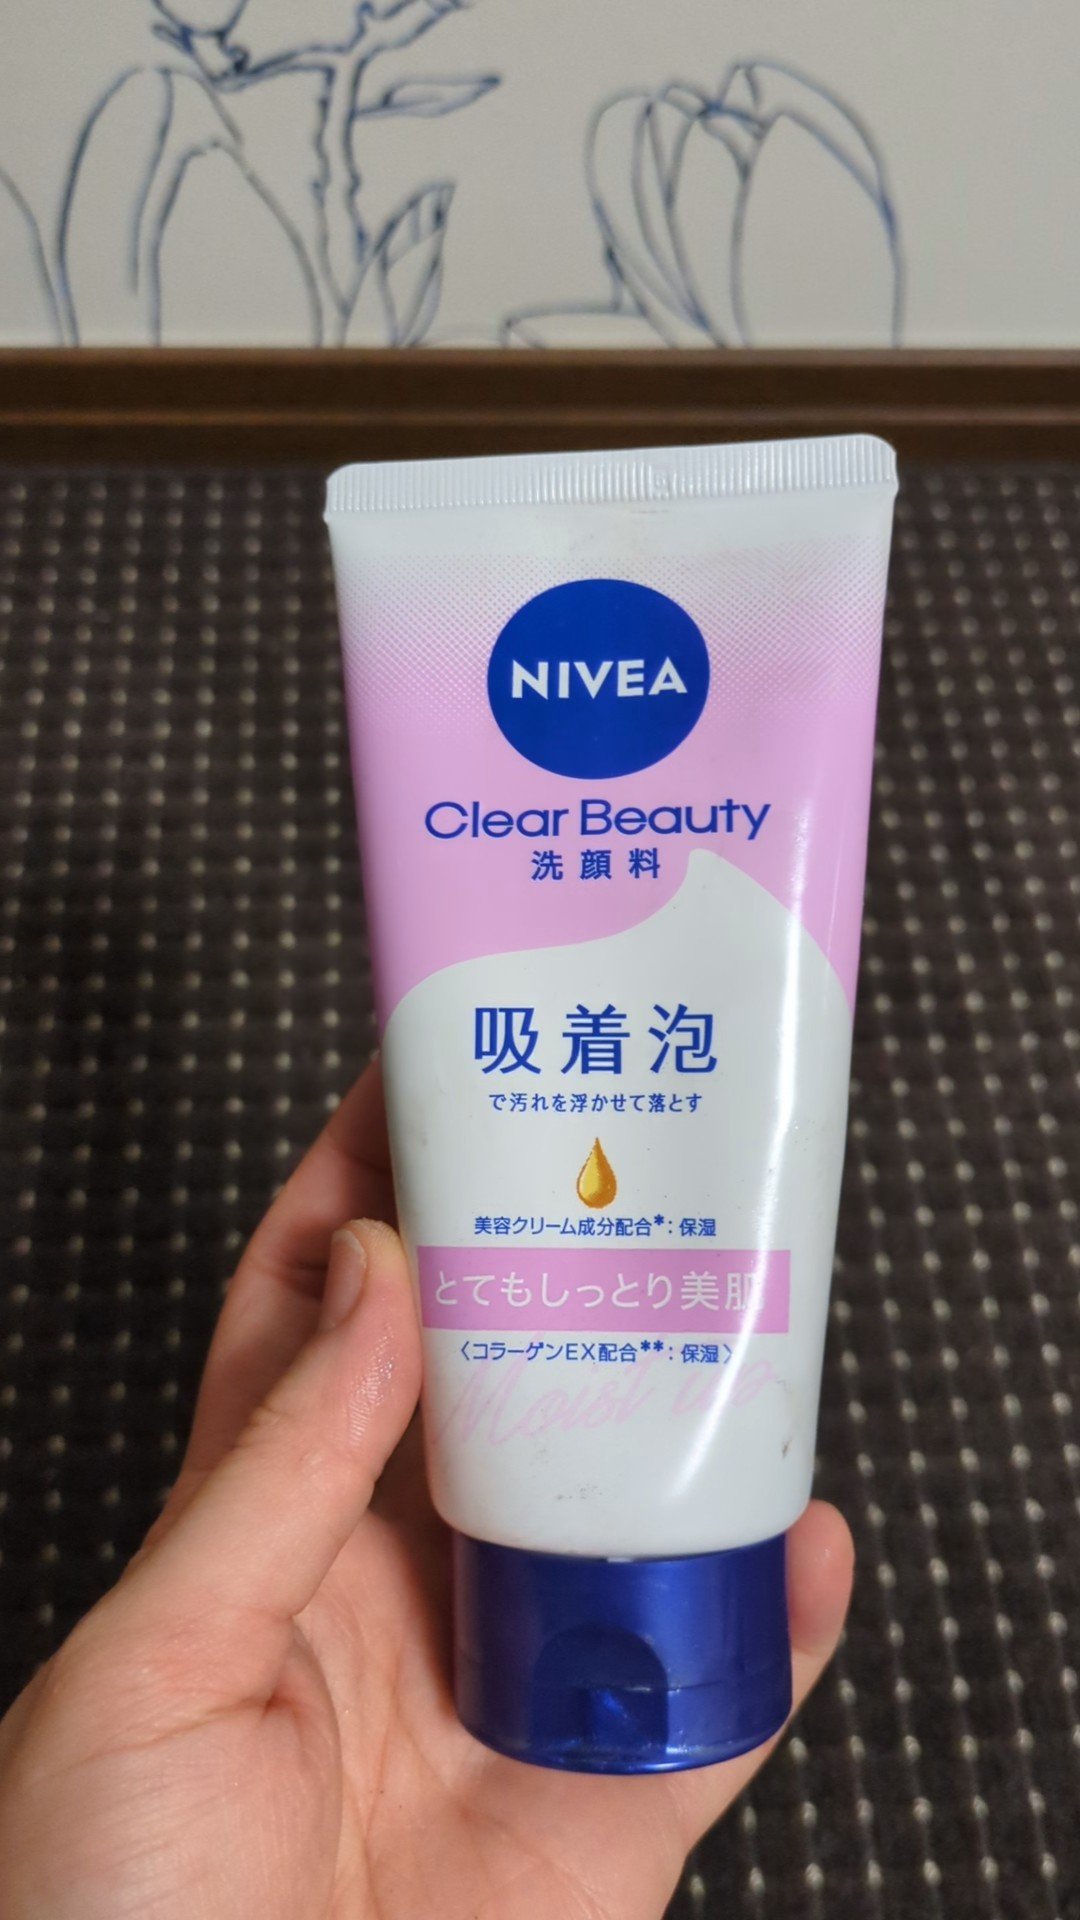 NIVEA
Clear Beauty
洗顔料
吸着泡
で汚れを浮かせて落とす
美容クリーム成分配合*：保湿
とてもしっとり美肌
〈コラーゲンEX配合**：保湿〉
Moist up